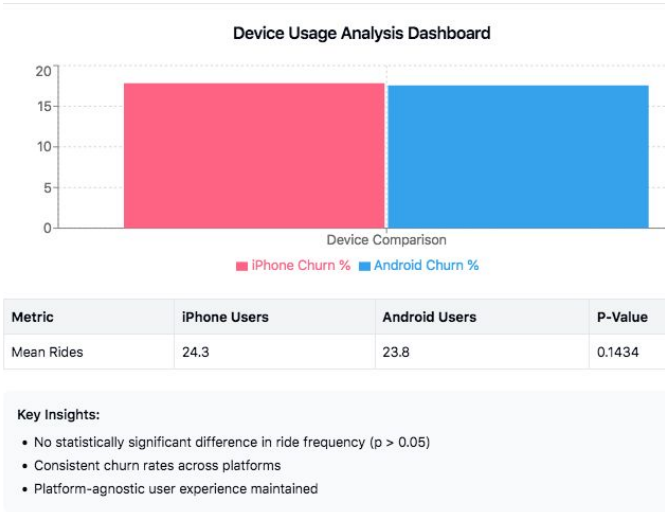 Device Usage Analysis Dashboard
20
15
10
5
0
Device Comparison
iPhone Churn % Android Churn %
Metric iPhone Users Android Users P-Value
Mean Rides 24.3 23.8 0.1434
Key Insights:
• No statistically significant difference in ride frequency (p > 0.05)
• Consistent churn rates across platforms
• Platform-agnostic user experience maintained